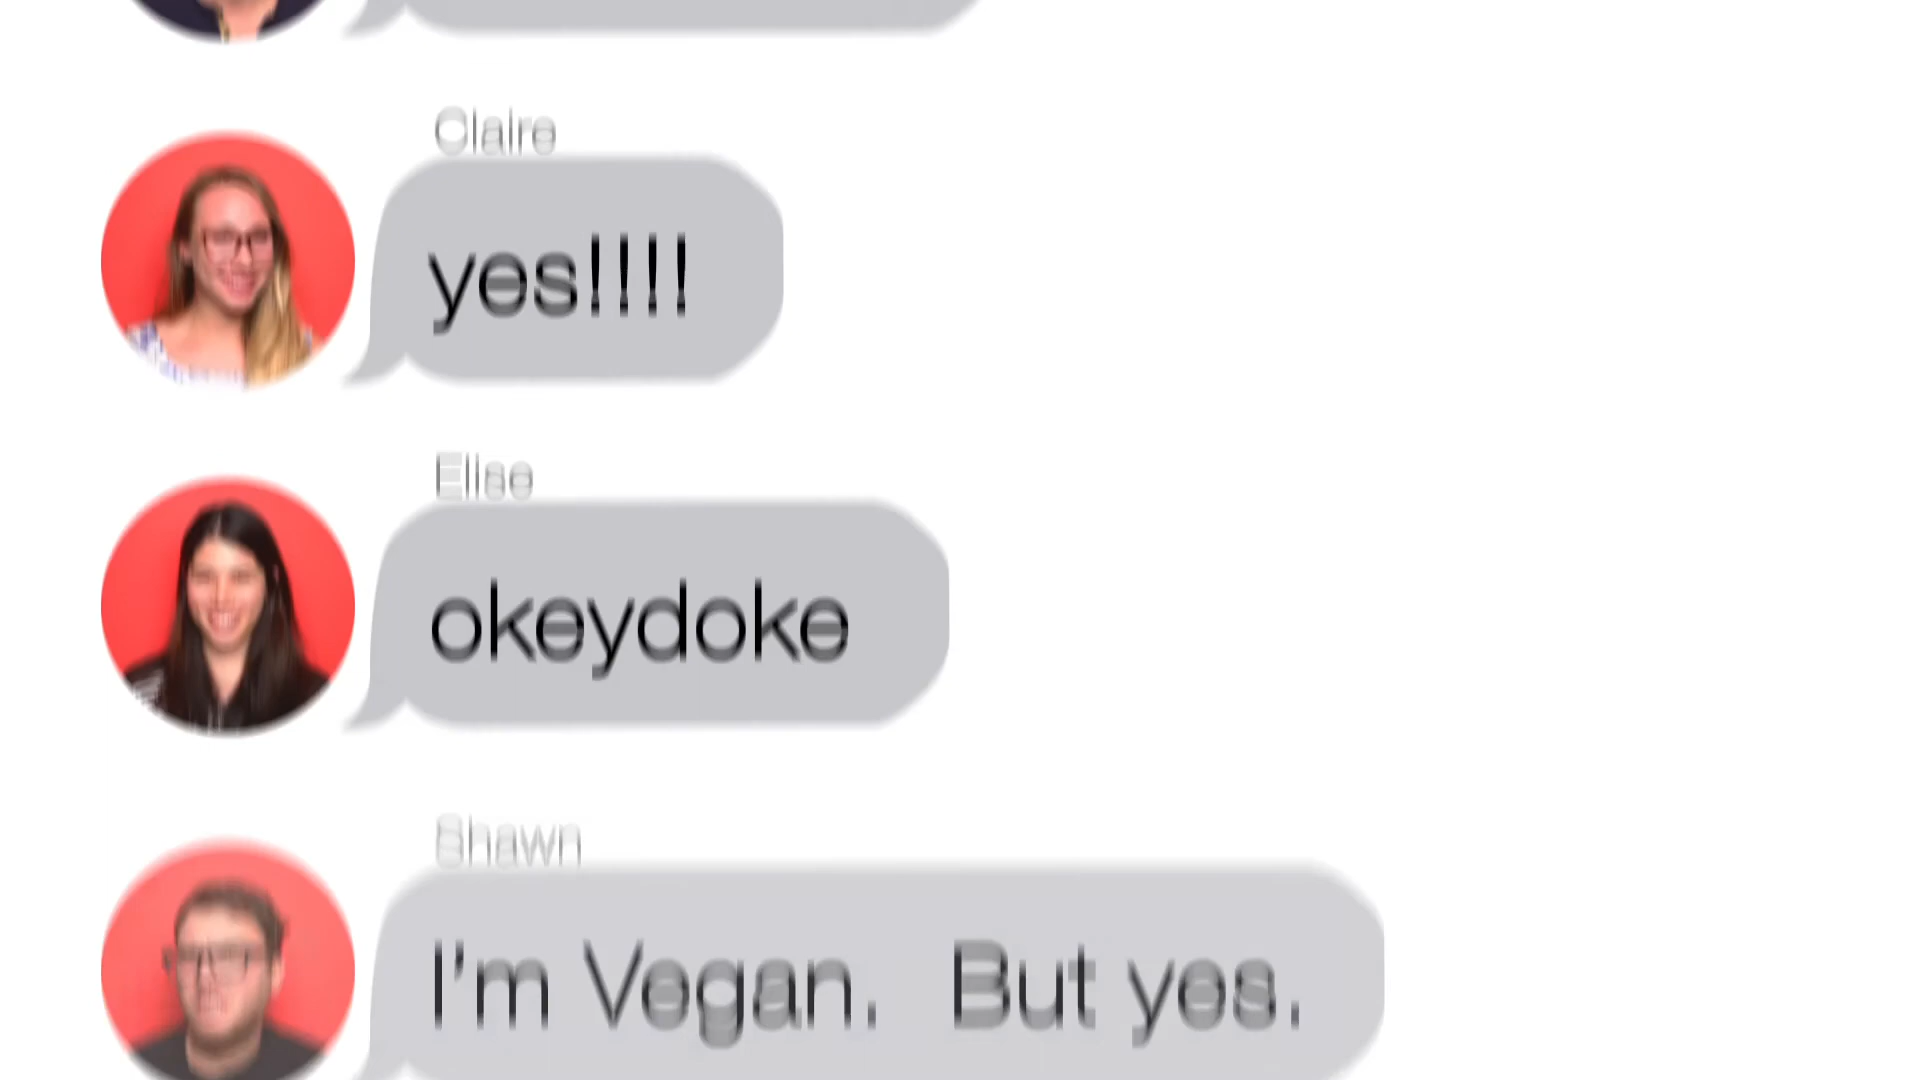 Claire
yes!!!!
Elise
okeydoke
Shawn
I'm Vegan.  But yes.